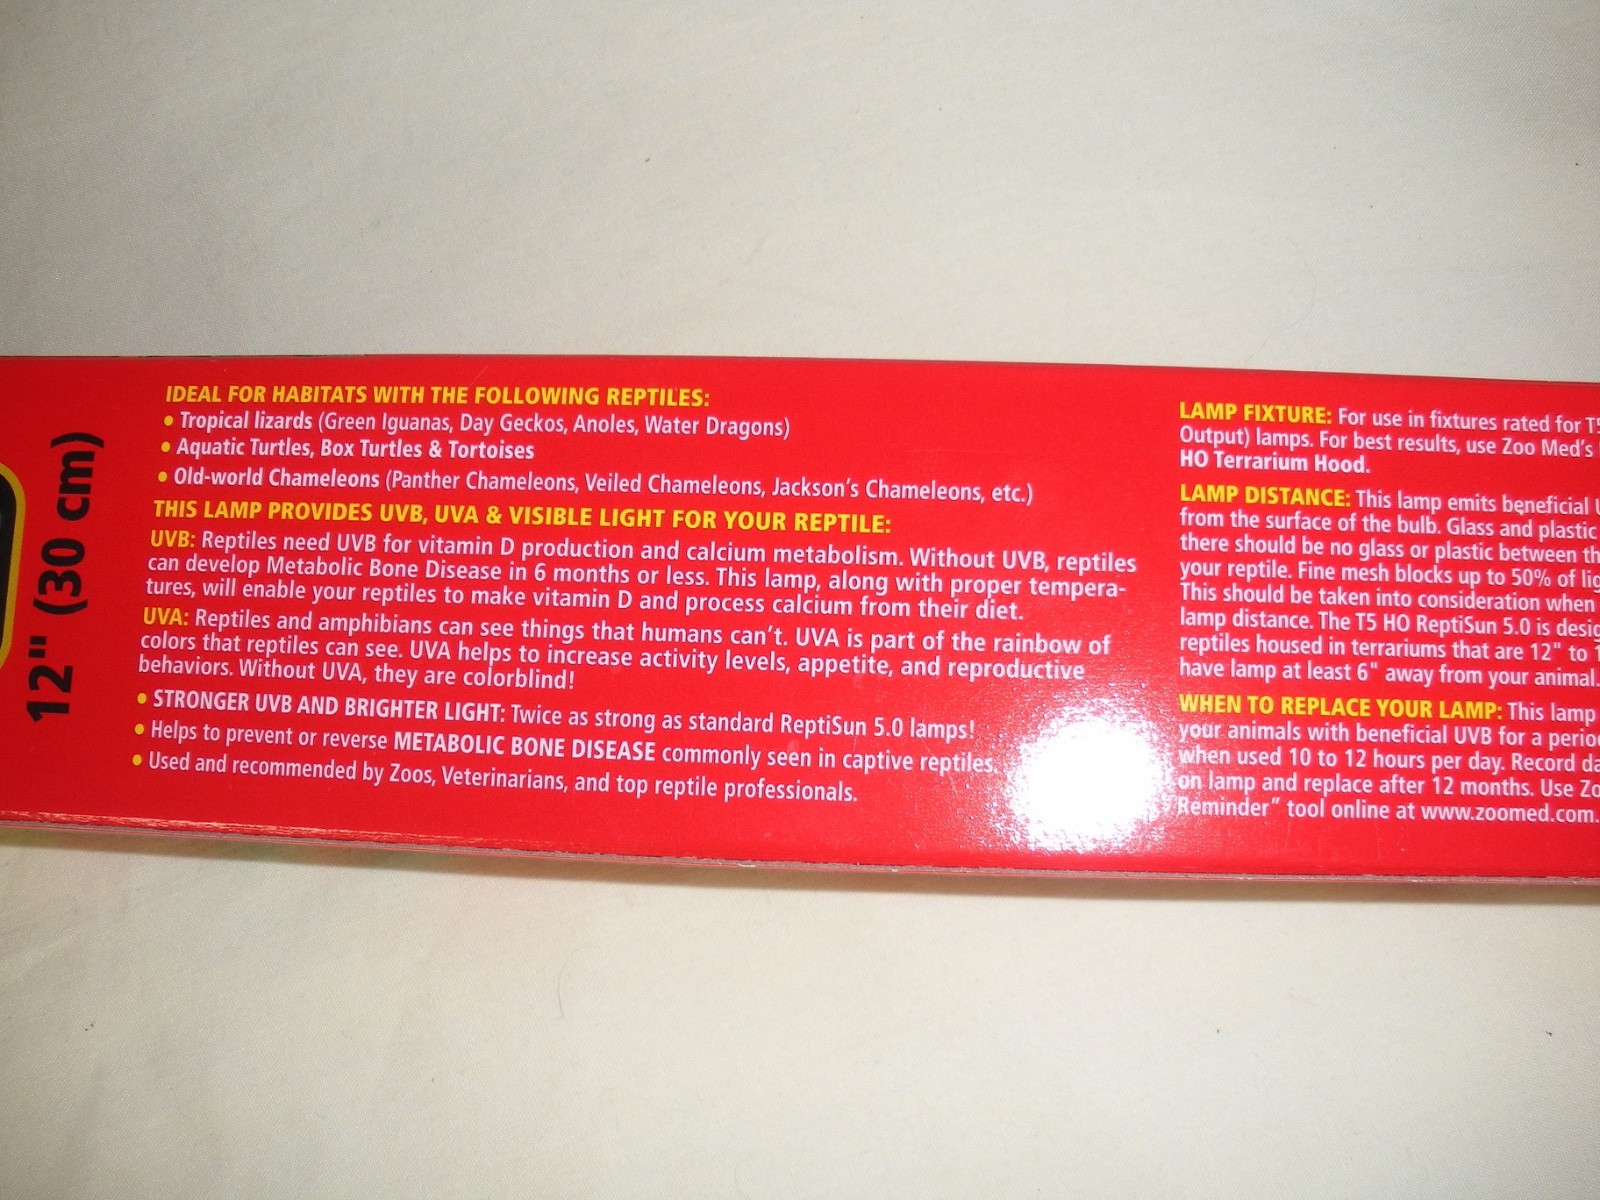 12" (30 cm)
IDEAL FOR HABITATS WITH THE FOLLOWING REPTILES:
• Tropical lizards (Green Iguanas, Day Geckos, Anoles, Water Dragons)
• Aquatic Turtles, Box Turtles & Tortoises
• Old-world Chameleons (Panther Chameleons, Veiled Chameleons, Jackson's Chameleons, etc.)
THIS LAMP PROVIDES UVB, UVA & VISIBLE LIGHT FOR YOUR REPTILE:
UVB: Reptiles need UVB for vitamin D production and calcium metabolism. Without UVB, reptiles
can develop Metabolic Bone Disease in 6 months or less. This lamp, along with proper tempera-
tures, will enable your reptiles to make vitamin D and process calcium from their diet.
UVA: Reptiles and amphibians can see things that humans can't. UVA is part of the rainbow of
colors that reptiles can see. UVA helps to increase activity levels, appetite, and reproductive
behaviors. Without UVA, they are colorblind!
• STRONGER UVB AND BRIGHTER LIGHT: Twice as strong as standard ReptiSun 5.0 lamps!
• Helps to prevent or reverse METABOLIC BONE DISEASE commonly seen in captive reptiles.
• Used and recommended by Zoos, Veterinarians, and top reptile professionals.
LAMP FIXTURE: For use in fixtures rated for T5
Output) lamps. For best results, use Zoo Med's
HO Terrarium Hood.
LAMP DISTANCE: This lamp emits beneficial
from the surface of the bulb. Glass and plastic
there should be no glass or plastic between
your reptile. Fine mesh blocks up to 50% of
This should be taken into consideration when
lamp distance. The T5 HO ReptiSun 5.0 is
reptiles housed in terrariums that are 12" to
have lamp at least 6" away from your animal.
WHEN TO REPLACE YOUR LAMP: This lamp
your animals with beneficial UVB for a
when used 10 to 12 hours per day. Record
on lamp and replace after 12 months. Use
Reminder" tool online at www.zoomed.com.